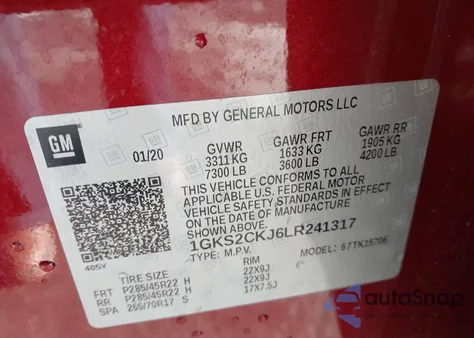 MFD BY GENERAL MOTORS LLC
GM
01/20 GVWR GAWR FRT GAWR RR
3311 KG 1633 KG 1905 KG
7300 LB 3600 LB 4200 LB
THIS VEHICLE CONFORMS TO ALL
APPLICABLE U.S. FEDERAL MOTOR
VEHICLE SAFETY STANDARDS IN EFFECT
ON THE DATE OF MANUFACTURE
SHOWN ABOVE.
1GKS2CKJ6LR241317
405Y TYPE: M.P.V. MODEL: 67TK15706
TIRE SIZE RIM
FRT P285/45R22 H 22X9J
RR P285/45R22 H 22X9J
SPA 265/70R17 S 17X7.5J
autoSnap